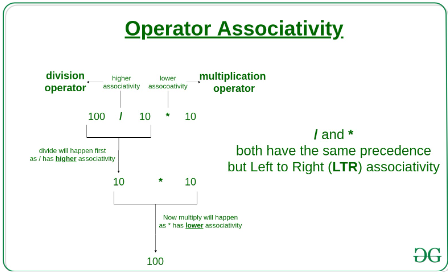 Operator Associativity
division
operator
higher
associativity
lower
assocoativity
multiplication
operator
100 / 10 * 10
divide will happen first
as / has higher associativity
10 * 10
Now multiply will happen
as * has lower associativity
100
/ and *
both have the same precedence
but Left to Right (LTR) associativity